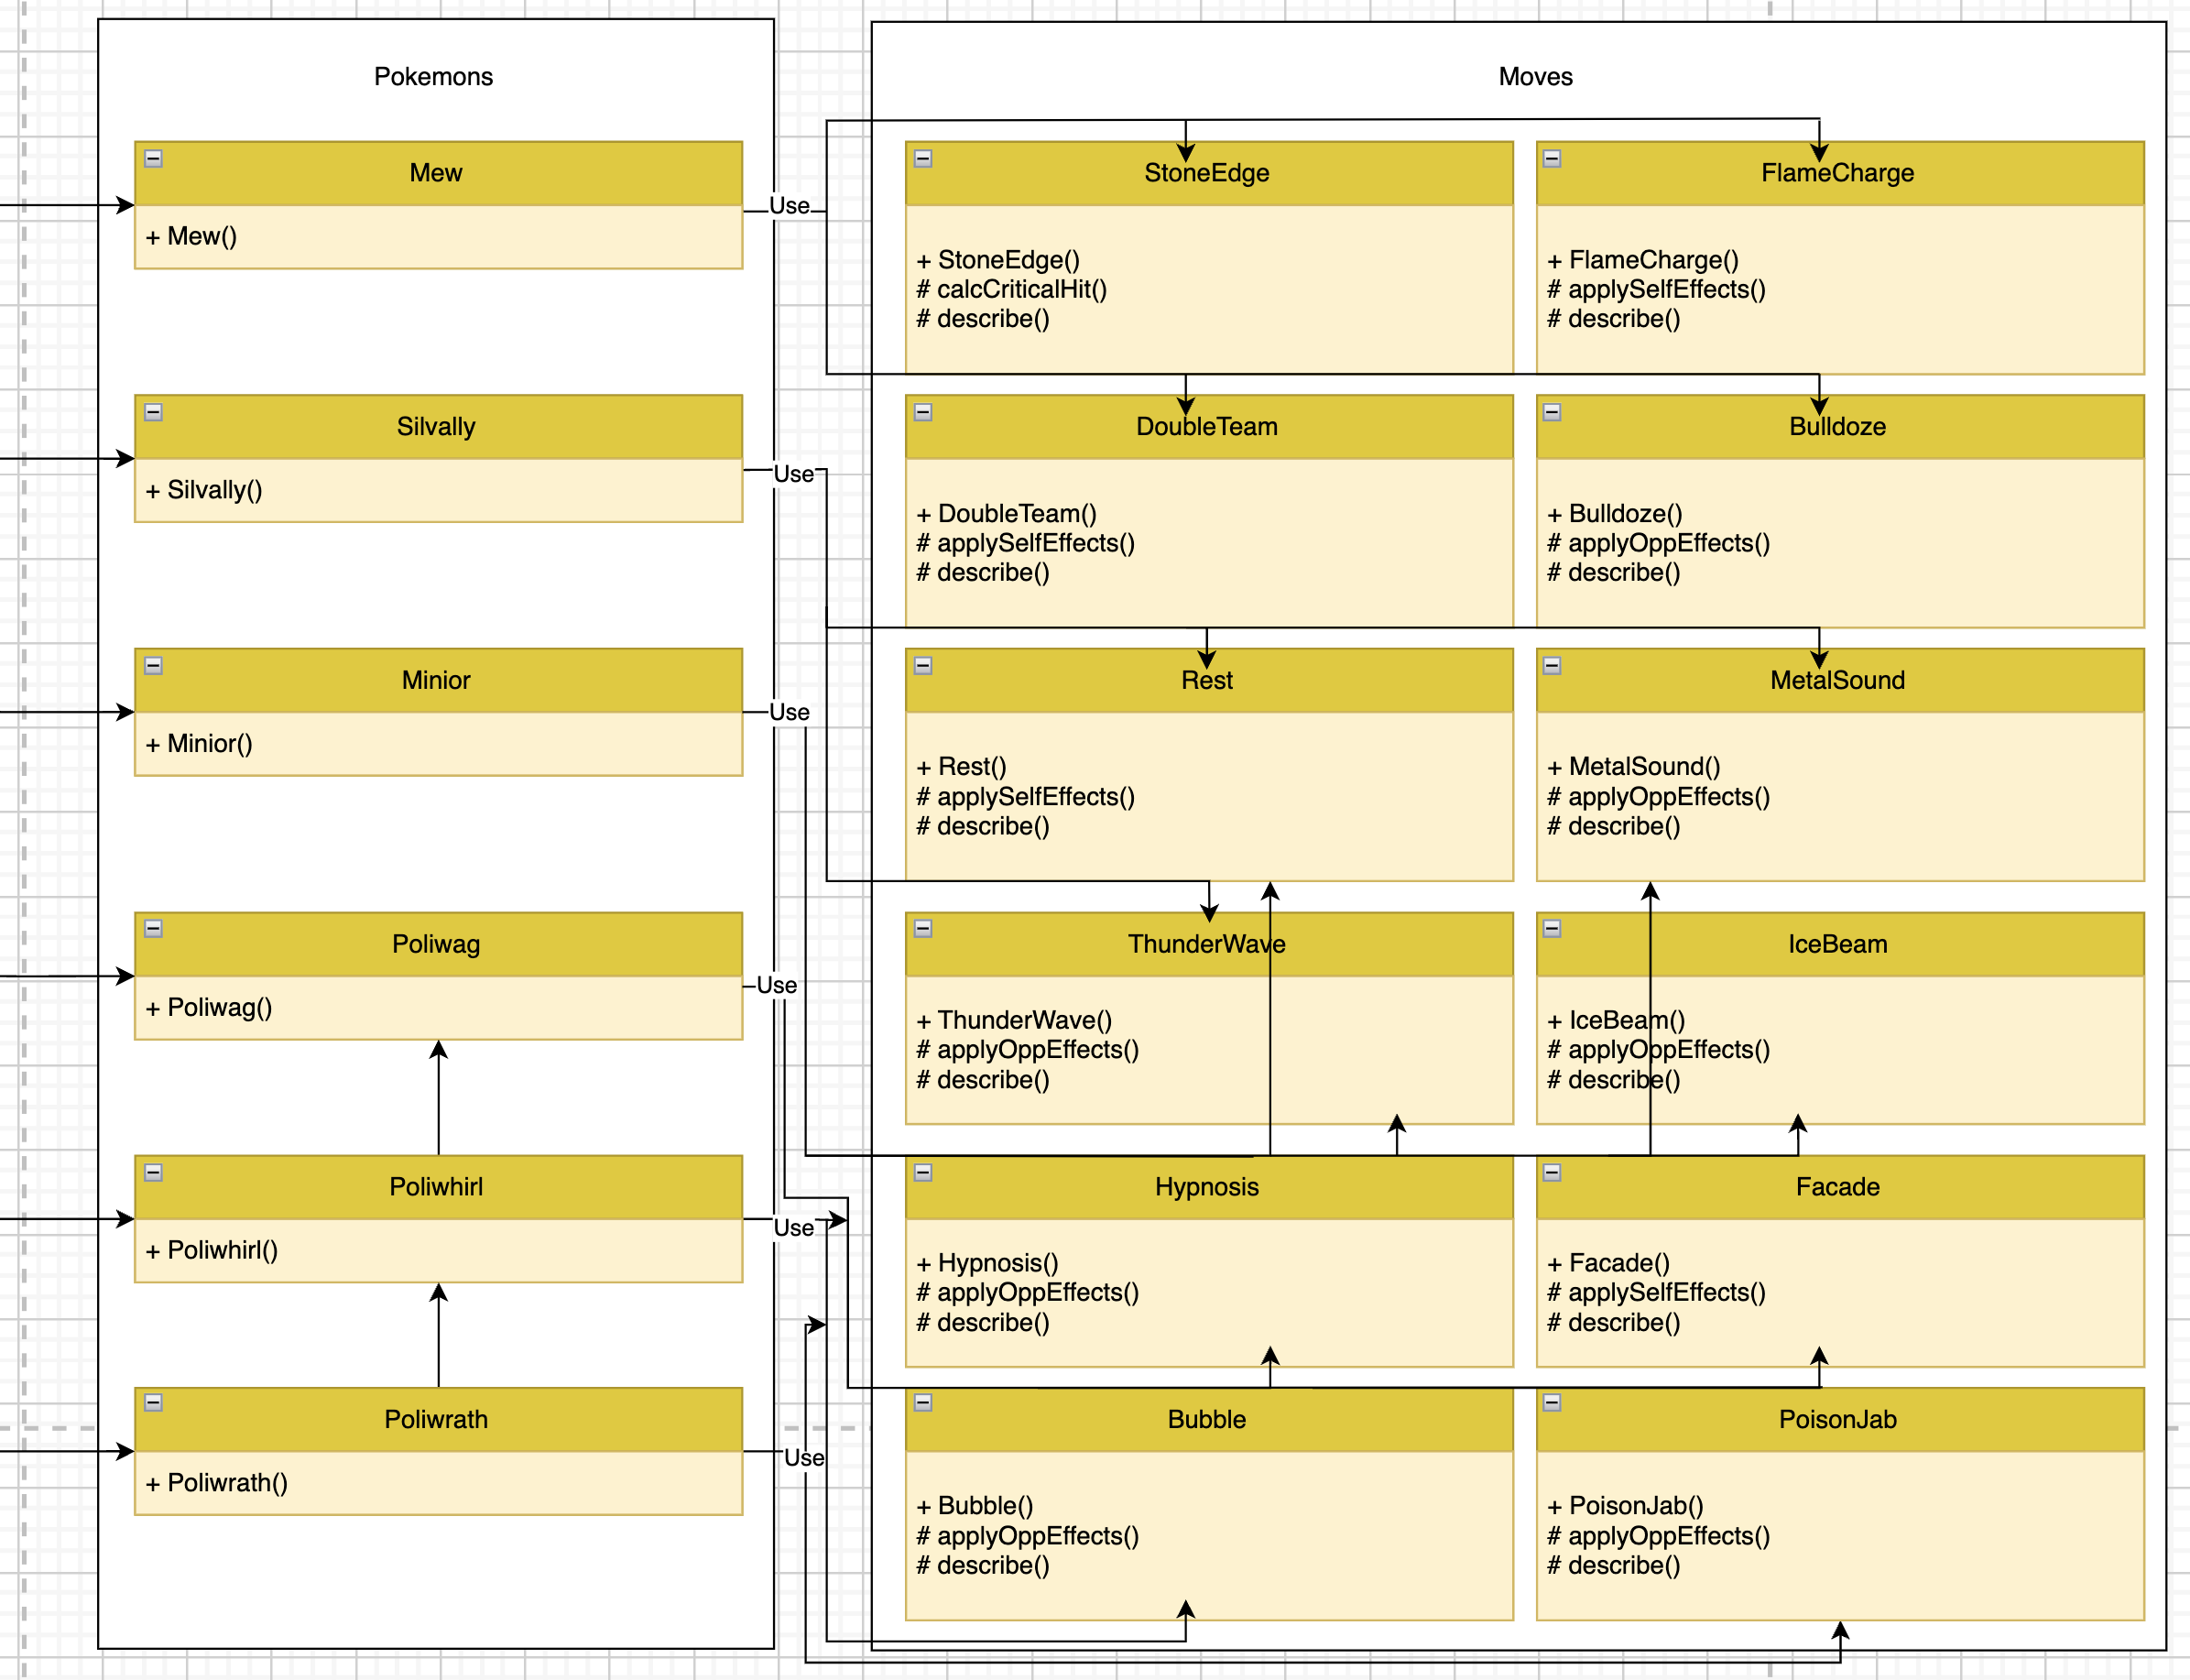 Pokemons
Mew
+ Mew()
Use
Silvally
+ Silvally()
Use
Minior
+ Minior()
Use
Poliwag
+ Poliwag()
Use
Poliwhirl
+ Poliwhirl()
Use
Poliwrath
+ Poliwrath()
Use
Moves
StoneEdge
+ StoneEdge()
# calcCriticalHit()
# describe()
FlameCharge
+ FlameCharge()
# applySelfEffects()
# describe()
DoubleTeam
+ DoubleTeam()
# applySelfEffects()
# describe()
Bulldoze
+ Bulldoze()
# applyOppEffects()
# describe()
Rest
+ Rest()
# applySelfEffects()
# describe()
MetalSound
+ MetalSound()
# applyOppEffects()
# describe()
ThunderWave
+ ThunderWave()
# applyOppEffects()
# describe()
IceBeam
+ IceBeam()
# applyOppEffects()
# describe()
Hypnosis
+ Hypnosis()
# applyOppEffects()
# describe()
Facade
+ Facade()
# applySelfEffects()
# describe()
Bubble
+ Bubble()
# applyOppEffects()
# describe()
PoisonJab
+ PoisonJab()
# applyOppEffects()
# describe()